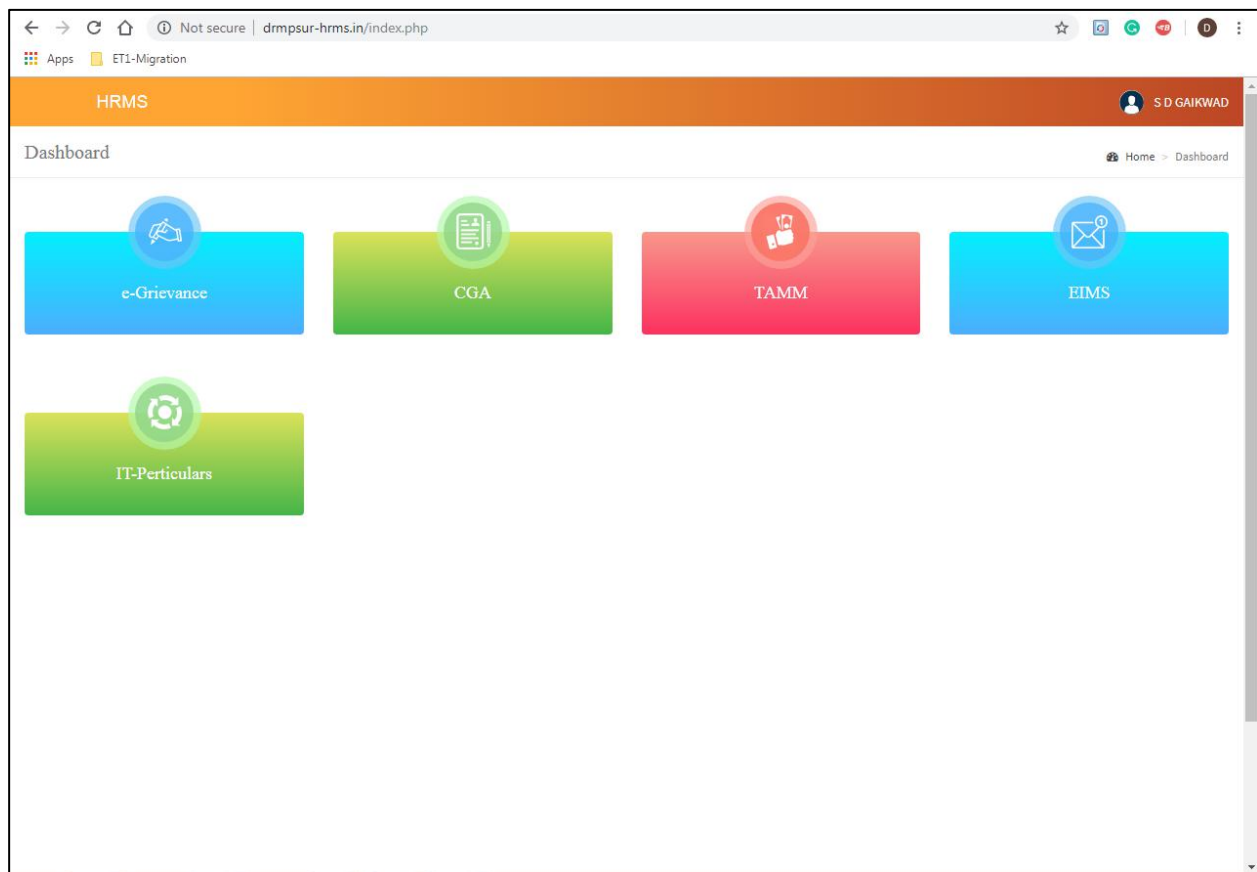 Not secure | drmpsur-hrms.in/index.php D
Apps ET1-Migration
HRMS S D GAIKWAD
Dashboard Home > Dashboard
e-Grievance CGA TAMM 1 EIMS
IT-Perticulars